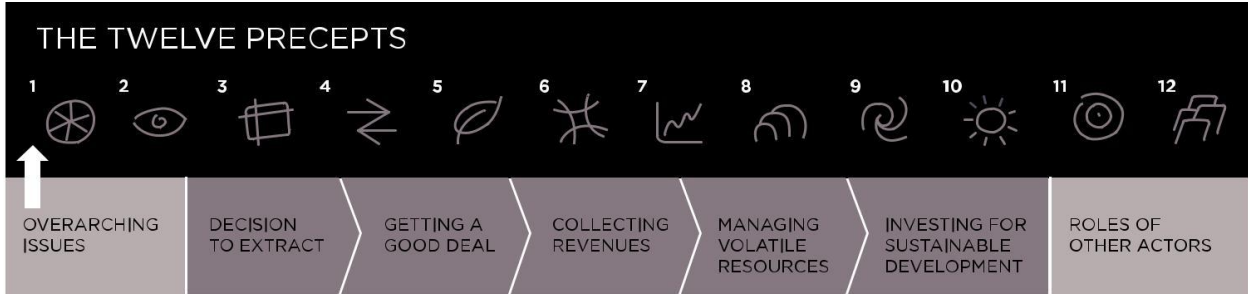 THE TWELVE PRECEPTS
1 2 3 4 5 6 7 8 9 10 11 12
OVERARCHING
ISSUES
DECISION
TO EXTRACT
GETTING A
GOOD DEAL
COLLECTING
REVENUES
MANAGING
VOLATILE
RESOURCES
INVESTING FOR
SUSTAINABLE
DEVELOPMENT
ROLES OF
OTHER ACTORS